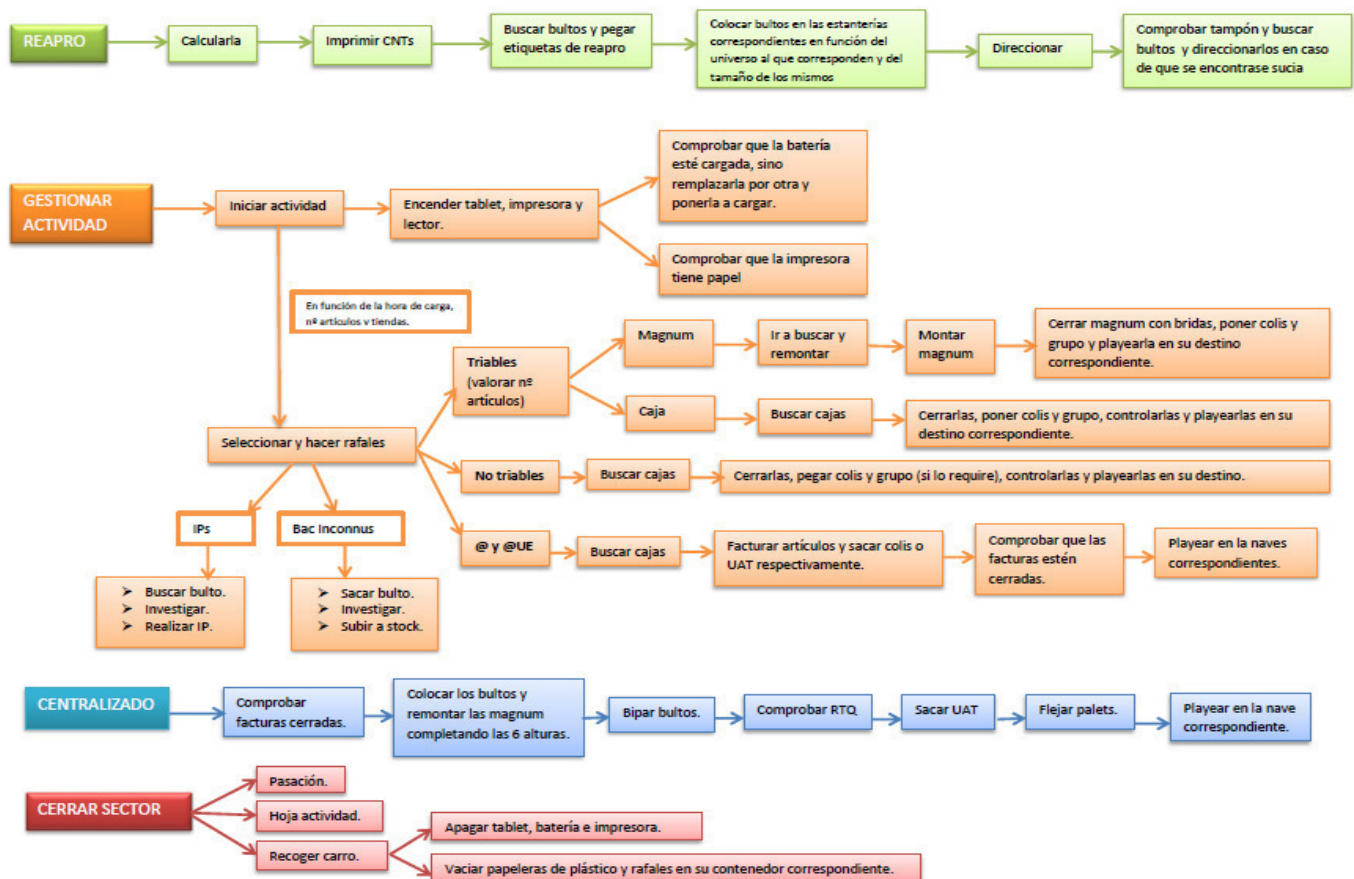 REAPRO
Calcularla
Imprimir CNTs
Buscar bultos y pegar
etiquetas de reapro
Colocar bultos en las estanterías
correspondientes en función del
universo al que corresponden y del
tamaño de los mismos
Direccionar
Comprobar tampón y buscar
bultos y direccionarlos en caso
de que se encontrase sucia
GESTIONAR
ACTIVIDAD
Iniciar actividad
Encender tablet, impresora y
lector.
Comprobar que la batería
esté cargada, sino
remplazarla por otra y
ponerla a cargar.
Comprobar que la impresora
tiene papel
En función de la hora de carga,
nº artículos y tiendas.
Seleccionar y hacer rafales
Triables
(valorar nº
artículos)
Magnum
Ir a buscar y
remontar
Montar
magnum
Cerrar magnum con bridas, poner colis y
grupo y playearla en su destino
correspondiente.
Caja
Buscar cajas
Cerrarlas, poner colis y grupo, controlarlas y playearlas en su
destino correspondiente.
No triables
Buscar cajas
Cerrarlas, pegar colis y grupo (si lo require), controlarlas y playearlas en su destino.
@ y @UE
Buscar cajas
Facturar artículos y sacar colis o
UAT respectivamente.
Comprobar que las
facturas estén
cerradas.
Playear en la naves
correspondientes.
IPs
➤ Buscar bulto.
➤ Investigar.
➤ Realizar IP.
Bac Inconnus
➤ Sacar bulto.
➤ Investigar.
➤ Subir a stock.
CENTRALIZADO
Comprobar
facturas cerradas.
Colocar los bultos y
remontar las magnum
completando las 6 alturas.
Bipar bultos.
Comprobar RTQ
Sacar UAT
Flejar palets.
Playear en la nave
correspondiente.
CERRAR SECTOR
Pasación.
Hoja actividad.
Recoger carro.
Apagar tablet, batería e impresora.
Vaciar papeleras de plástico y rafales en su contenedor correspondiente.